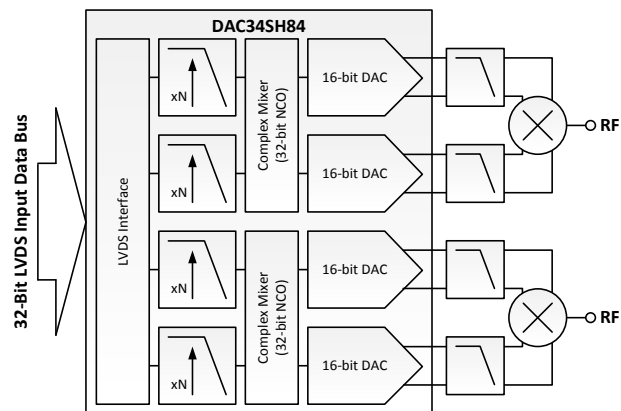 DAC34SH84
32-Bit LVDS Input Data Bus
LVDS Interface
xN
Complex Mixer
(32-bit NCO)
16-bit DAC
RF
xN
16-bit DAC
xN
Complex Mixer
(32-bit NCO)
16-bit DAC
RF
xN
16-bit DAC